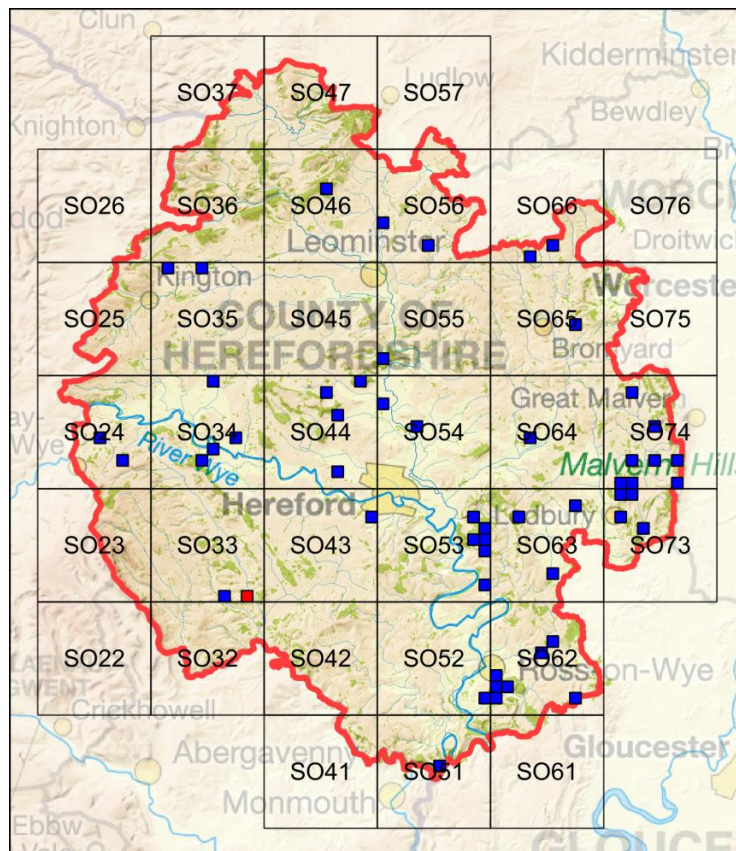 Clun
Kidderminster
Ludlow
SO37 SO47 SO57
Bewdley
Knighton
SO26 SO36 SO46 SO56 SO66 SO76
Leominster
Droitwich
Kington
Worcester
SO25 SO35 SO45 SO55 SO65 SO75
COUNTY OF
HEREFORDSHIRE
Bromyard
Great Malvern
SO24 SO34 SO44 SO54 SO64 SO74
River Wye
Malvern Hills
Hereford
Ledbury
SO23 SO33 SO43 SO53 SO63 SO73
SO22 SO32 SO42 SO52 SO62
Ross-on-Wye
GWENT
Crickhowell
Abergavenny
Gloucester
SO41 SO51 SO61
Monmouth
Ebbw